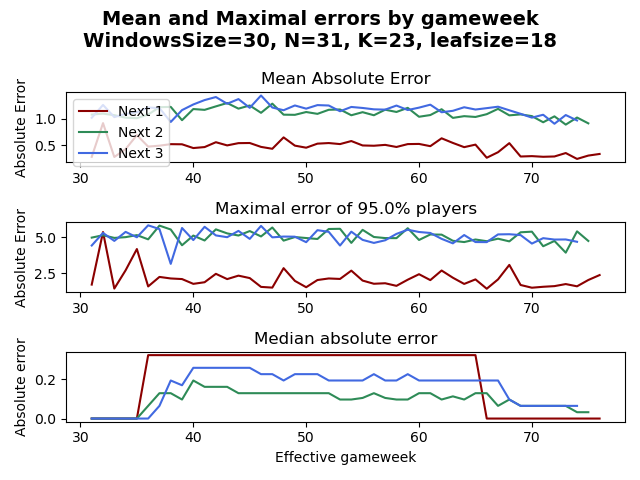 Mean and Maximal errors by gameweek
WindowsSize=30, N=31, K=23, leafsize=18
Mean Absolute Error
Absolute Error
1.0
0.5
Next 1
Next 2
Next 3
30 40 50 60 70
Maximal error of 95.0% players
Absolute Error
5.0
2.5
30 40 50 60 70
Median absolute error
Absolute error
0.2
0.0
30 40 50 60 70
Effective gameweek